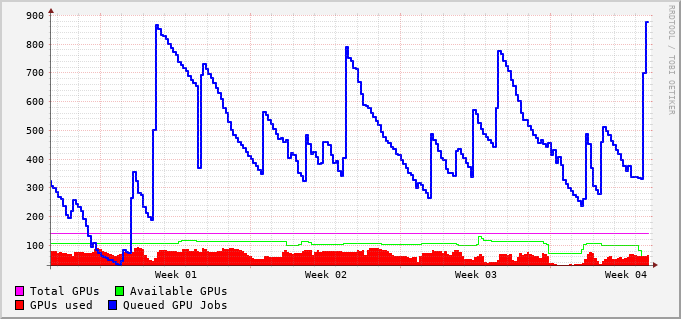 900
800
700
600
500
400
300
200
100
Week 01 Week 02 Week 03 Week 04
Total GPUs Available GPUs
GPUs used Queued GPU Jobs
RRDTOOL / TOBI OETIKER